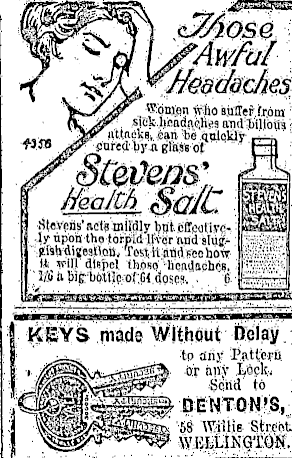 Those
Awful
Headaches
Women who suffer from
sick headaches and bilious
attacks, can be quickly
cured by a glass of
4356
Stevens'
Health Salt.
STEVENS'
HEALTH
SALT
Stevens' acts mildly but effective-
ly upon the torpid liver and slug-
gish digestion. Test it and see how
it will dispel those headaches.
1/6 a big bottle of 64 doses. 6
KEYS made Without Delay
to any Pattern
or any Lock.
Send to
DENTON'S,
58 Willis Street
WELLINGTON.